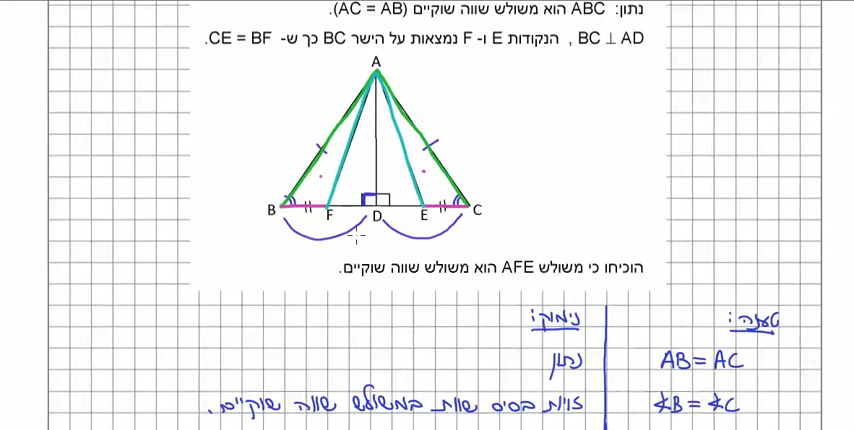 נתון: ABC הוא משולש שווה שוקיים (AC = AB).
BC ⊥ AD , הנקודות E ו- F נמצאות על הישר BC כך ש- CE = BF.
A
B F D E C
הוכיחו כי משולש AFE הוא משולש שווה שוקיים.
טענה: נימוק:
AB = AC נתון
∢B = ∢C זויות בסיס שוות במשולש שווה שוקיים.